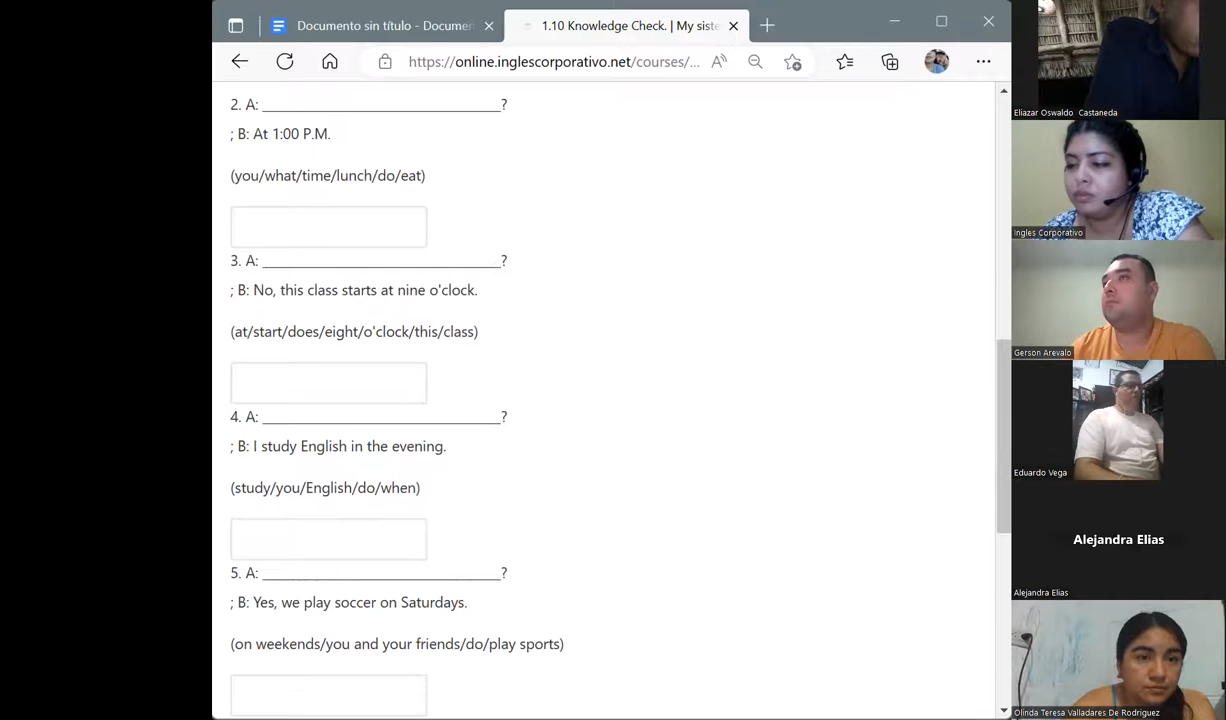 Documento sin título - Documen
1.10 Knowledge Check. | My siste
https://online.inglescorporativo.net/courses/...
2. A: ______________________________?
; B: At 1:00 P.M.
(you/what/time/lunch/do/eat)
3. A: ______________________________?
; B: No, this class starts at nine o'clock.
(at/start/does/eight/o'clock/this/class)
4. A: ______________________________?
; B: I study English in the evening.
(study/you/English/do/when)
5. A: ______________________________?
; B: Yes, we play soccer on Saturdays.
(on weekends/you and your friends/do/play sports)
Eliazar Oswaldo Castaneda
Ingles Corporativo
Gerson Arevalo
Eduardo Vega
Alejandra Elias
Alejandra Elias
Olinda Teresa Valladares De Rodriguez